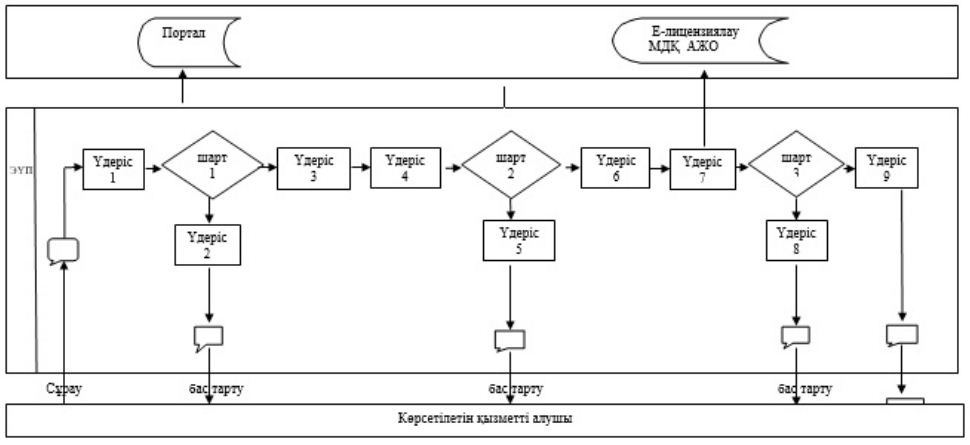 Портал
Е-лицензиялау
МДҚ АЖО
ЭҮП
Үдеріс
1
шарт
1
Үдеріс
3
Үдеріс
4
шарт
2
Үдеріс
6
Үдеріс
7
шарт
3
Үдеріс
9
Үдеріс
2
Үдеріс
5
Үдеріс
8
Сұрау
бас тарту
бас тарту
бас тарту
Көрсетілетін қызметті алушы